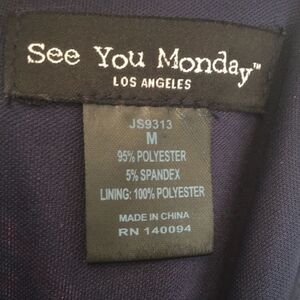 See You Monday™
LOS ANGELES
JS9313
M
95% POLYESTER
5% SPANDEX
LINING: 100% POLYESTER
MADE IN CHINA
RN 140094